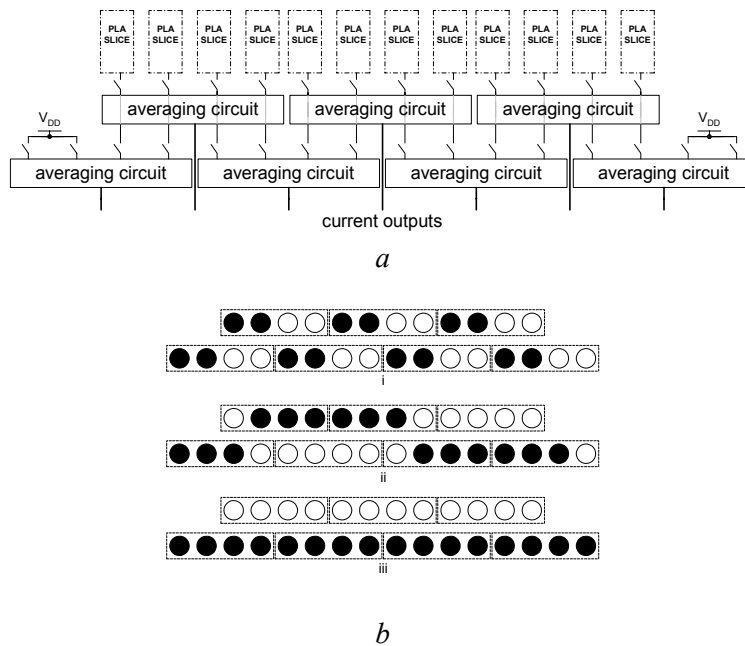 PLA SLICE PLA SLICE PLA SLICE PLA SLICE PLA SLICE PLA SLICE PLA SLICE PLA SLICE PLA SLICE PLA SLICE PLA SLICE PLA SLICE
averaging circuit averaging circuit averaging circuit
VDD VDD
averaging circuit averaging circuit averaging circuit averaging circuit
current outputs
a
i
ii
iii
b